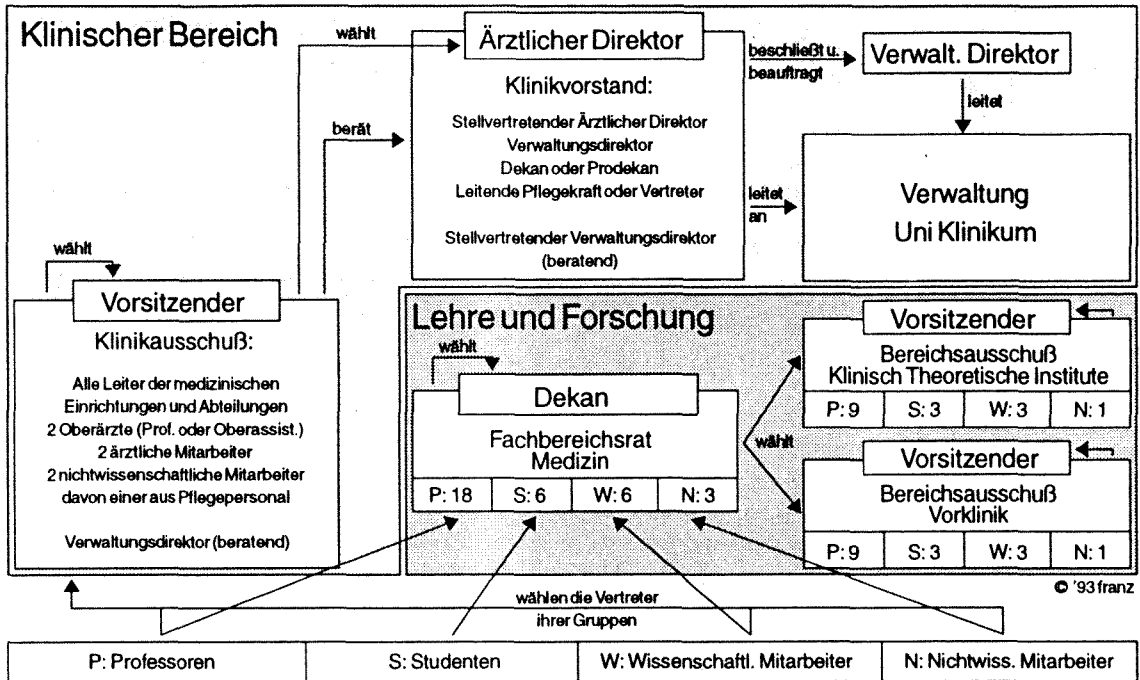 Klinischer Bereich
wählt
Ärztlicher Direktor
beschließt u.
beauftragt
Verwalt. Direktor
Klinikvorstand:
leitet
berät
Stellvertretender Ärztlicher Direktor
Verwaltungsdirektor
Dekan oder Prodekan
Leitende Pflegekraft oder Vertreter
leitet
an
Verwaltung
Uni Klinikum
Stellvertretender Verwaltungsdirektor
(beratend)
wählt
Vorsitzender
Klinikausschuß:
Alle Leiter der medizinischen
Einrichtungen und Abteilungen
2 Oberärzte (Prof. oder Oberassist.)
2 ärztliche Mitarbeiter
2 nichtwissenschaftliche Mitarbeiter
davon einer aus Pflegepersonal
Verwaltungsdirektor (beratend)
Lehre und Forschung
wählt
Dekan
Fachbereichsrat
Medizin
P: 18 S: 6 W: 6 N: 3
wählt
Vorsitzender
Bereichsausschuß
Klinisch Theoretische Institute
P: 9 S: 3 W: 3 N: 1
Vorsitzender
Bereichsausschuß
Vorklinik
P: 9 S: 3 W: 3 N: 1
© '93 franz
wählen die Vertreter
ihrer Gruppen
P: Professoren S: Studenten W: Wissenschaftl. Mitarbeiter N: Nichtwiss. Mitarbeiter